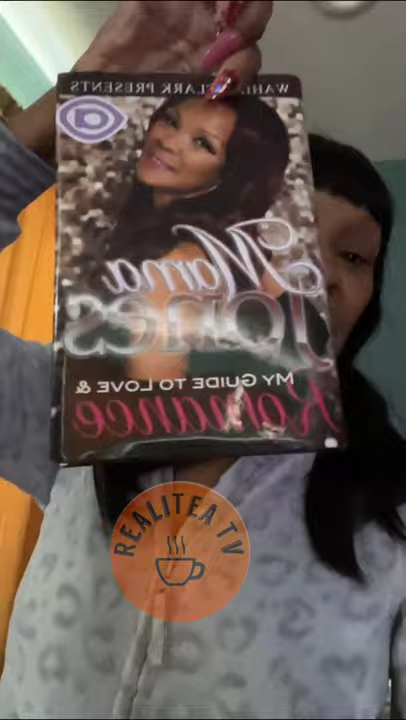 WAHIDA CLARK PRESENTS
Mama
Jones
MY GUIDE TO LOVE &
Romance
REALITEA TV